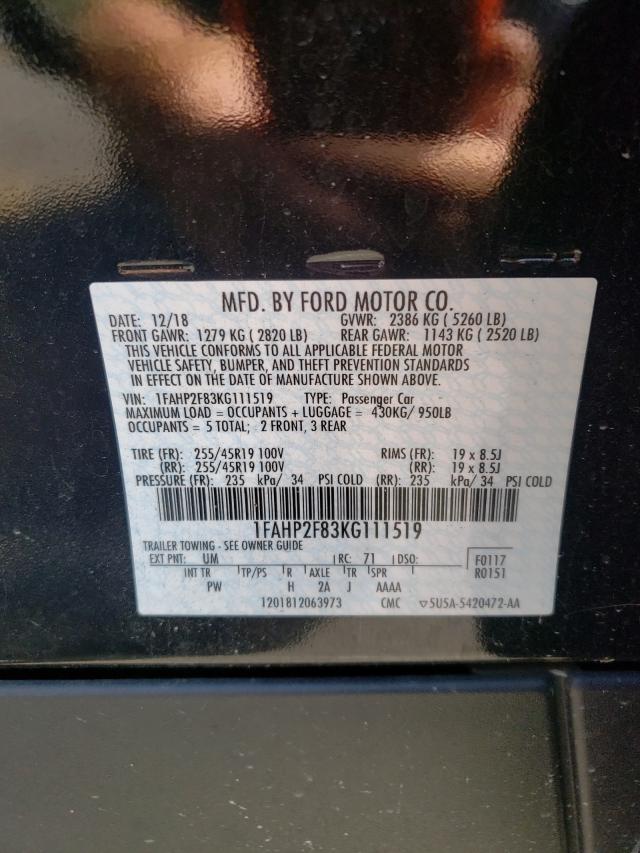 MFD. BY FORD MOTOR CO.
DATE: 12/18 GVWR: 2386 KG ( 5260 LB)
FRONT GAWR: 1279 KG ( 2820 LB) REAR GAWR: 1143 KG ( 2520 LB)
THIS VEHICLE CONFORMS TO ALL APPLICABLE FEDERAL MOTOR
VEHICLE SAFETY, BUMPER, AND THEFT PREVENTION STANDARDS
IN EFFECT ON THE DATE OF MANUFACTURE SHOWN ABOVE.
VIN: 1FAHP2F83KG111519 TYPE: Passenger Car
MAXIMUM LOAD = OCCUPANTS + LUGGAGE = 430KG/ 950LB
OCCUPANTS = 5 TOTAL; 2 FRONT, 3 REAR
TIRE (FR): 255/45R19 100V RIMS (FR): 19 x 8.5J
(RR): 255/45R19 100V (RR): 19 x 8.5J
PRESSURE (FR): 235 kPa/ 34 PSI COLD (RR): 235 kPa/ 34 PSI COLD
1FAHP2F83KG111519
TRAILER TOWING - SEE OWNER GUIDE
EXT PNT: UM RC: 71 DSO: F0117
INT TR TP/PS R AXLE TR SPR R0151
PW H 2A J AAAA
1201812063973 CMC ▽5U5A-5420472-AA